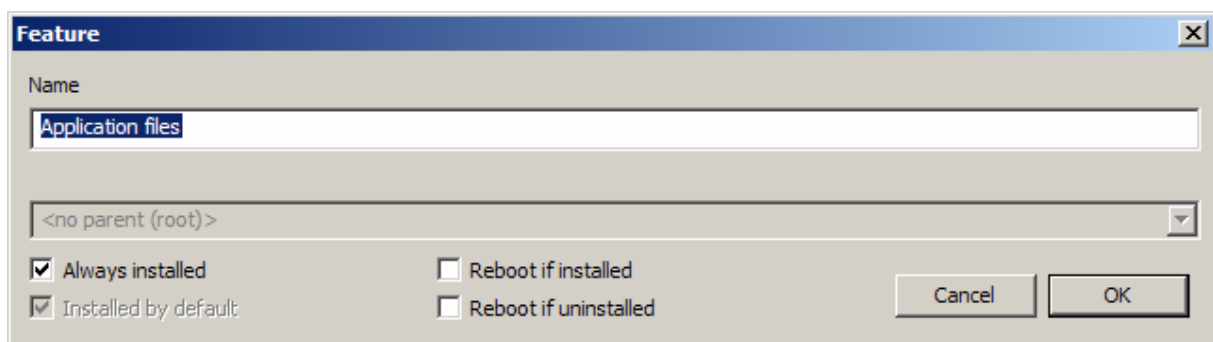 Feature
Name
Application files
<no parent (root)>
Always installed
Reboot if installed
Installed by default
Reboot if uninstalled
Cancel
OK